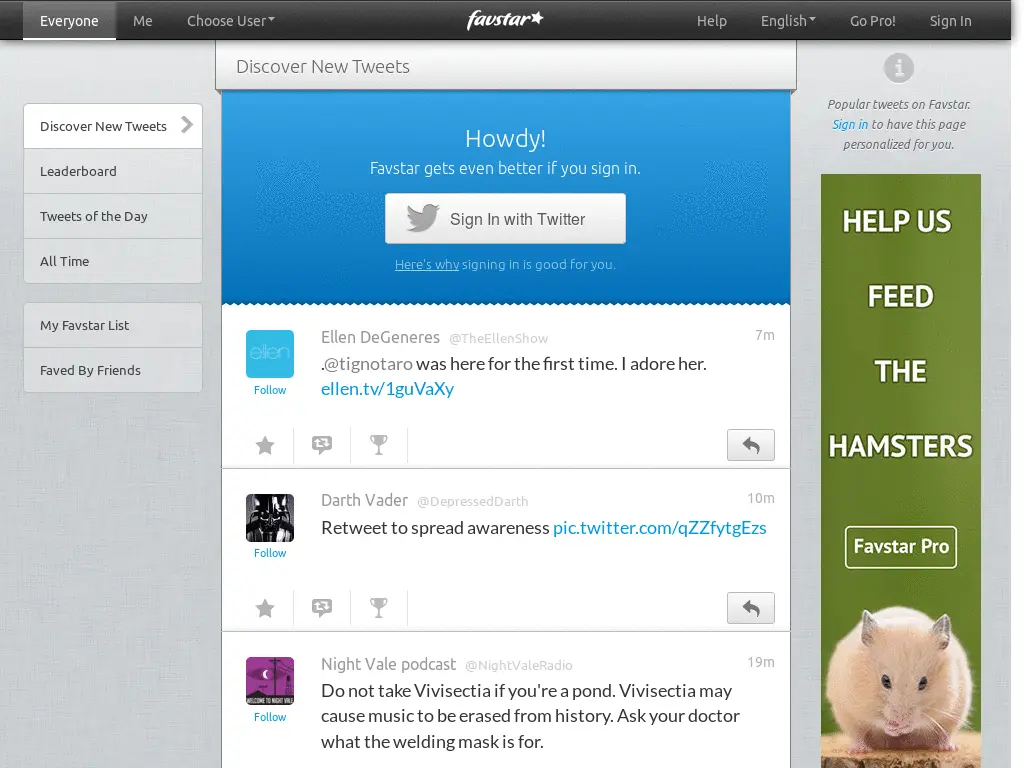 Everyone
Me
Choose User
favstar
Help
English
Go Pro!
Sign In
Discover New Tweets
Discover New Tweets
Leaderboard
Tweets of the Day
All Time
My Favstar List
Faved By Friends
Howdy!
Favstar gets even better if you sign in.
Sign In with Twitter
Here's why signing in is good for you.
ellen
Ellen DeGeneres @TheEllenShow 7m
.@tignotaro was here for the first time. I adore her.
ellen.tv/1guVaXy
Follow
Darth Vader @DepressedDarth 10m
Retweet to spread awareness pic.twitter.com/qZZfytgEzs
Follow
Night Vale podcast @NightValeRadio 19m
Do not take Vivisectia if you're a pond. Vivisectia may
cause music to be erased from history. Ask your doctor
what the welding mask is for.
WELCOME TO NIGHT VALE
Follow
Popular tweets on Favstar.
Sign in to have this page
personalized for you.
HELP US
FEED
THE
HAMSTERS
Favstar Pro